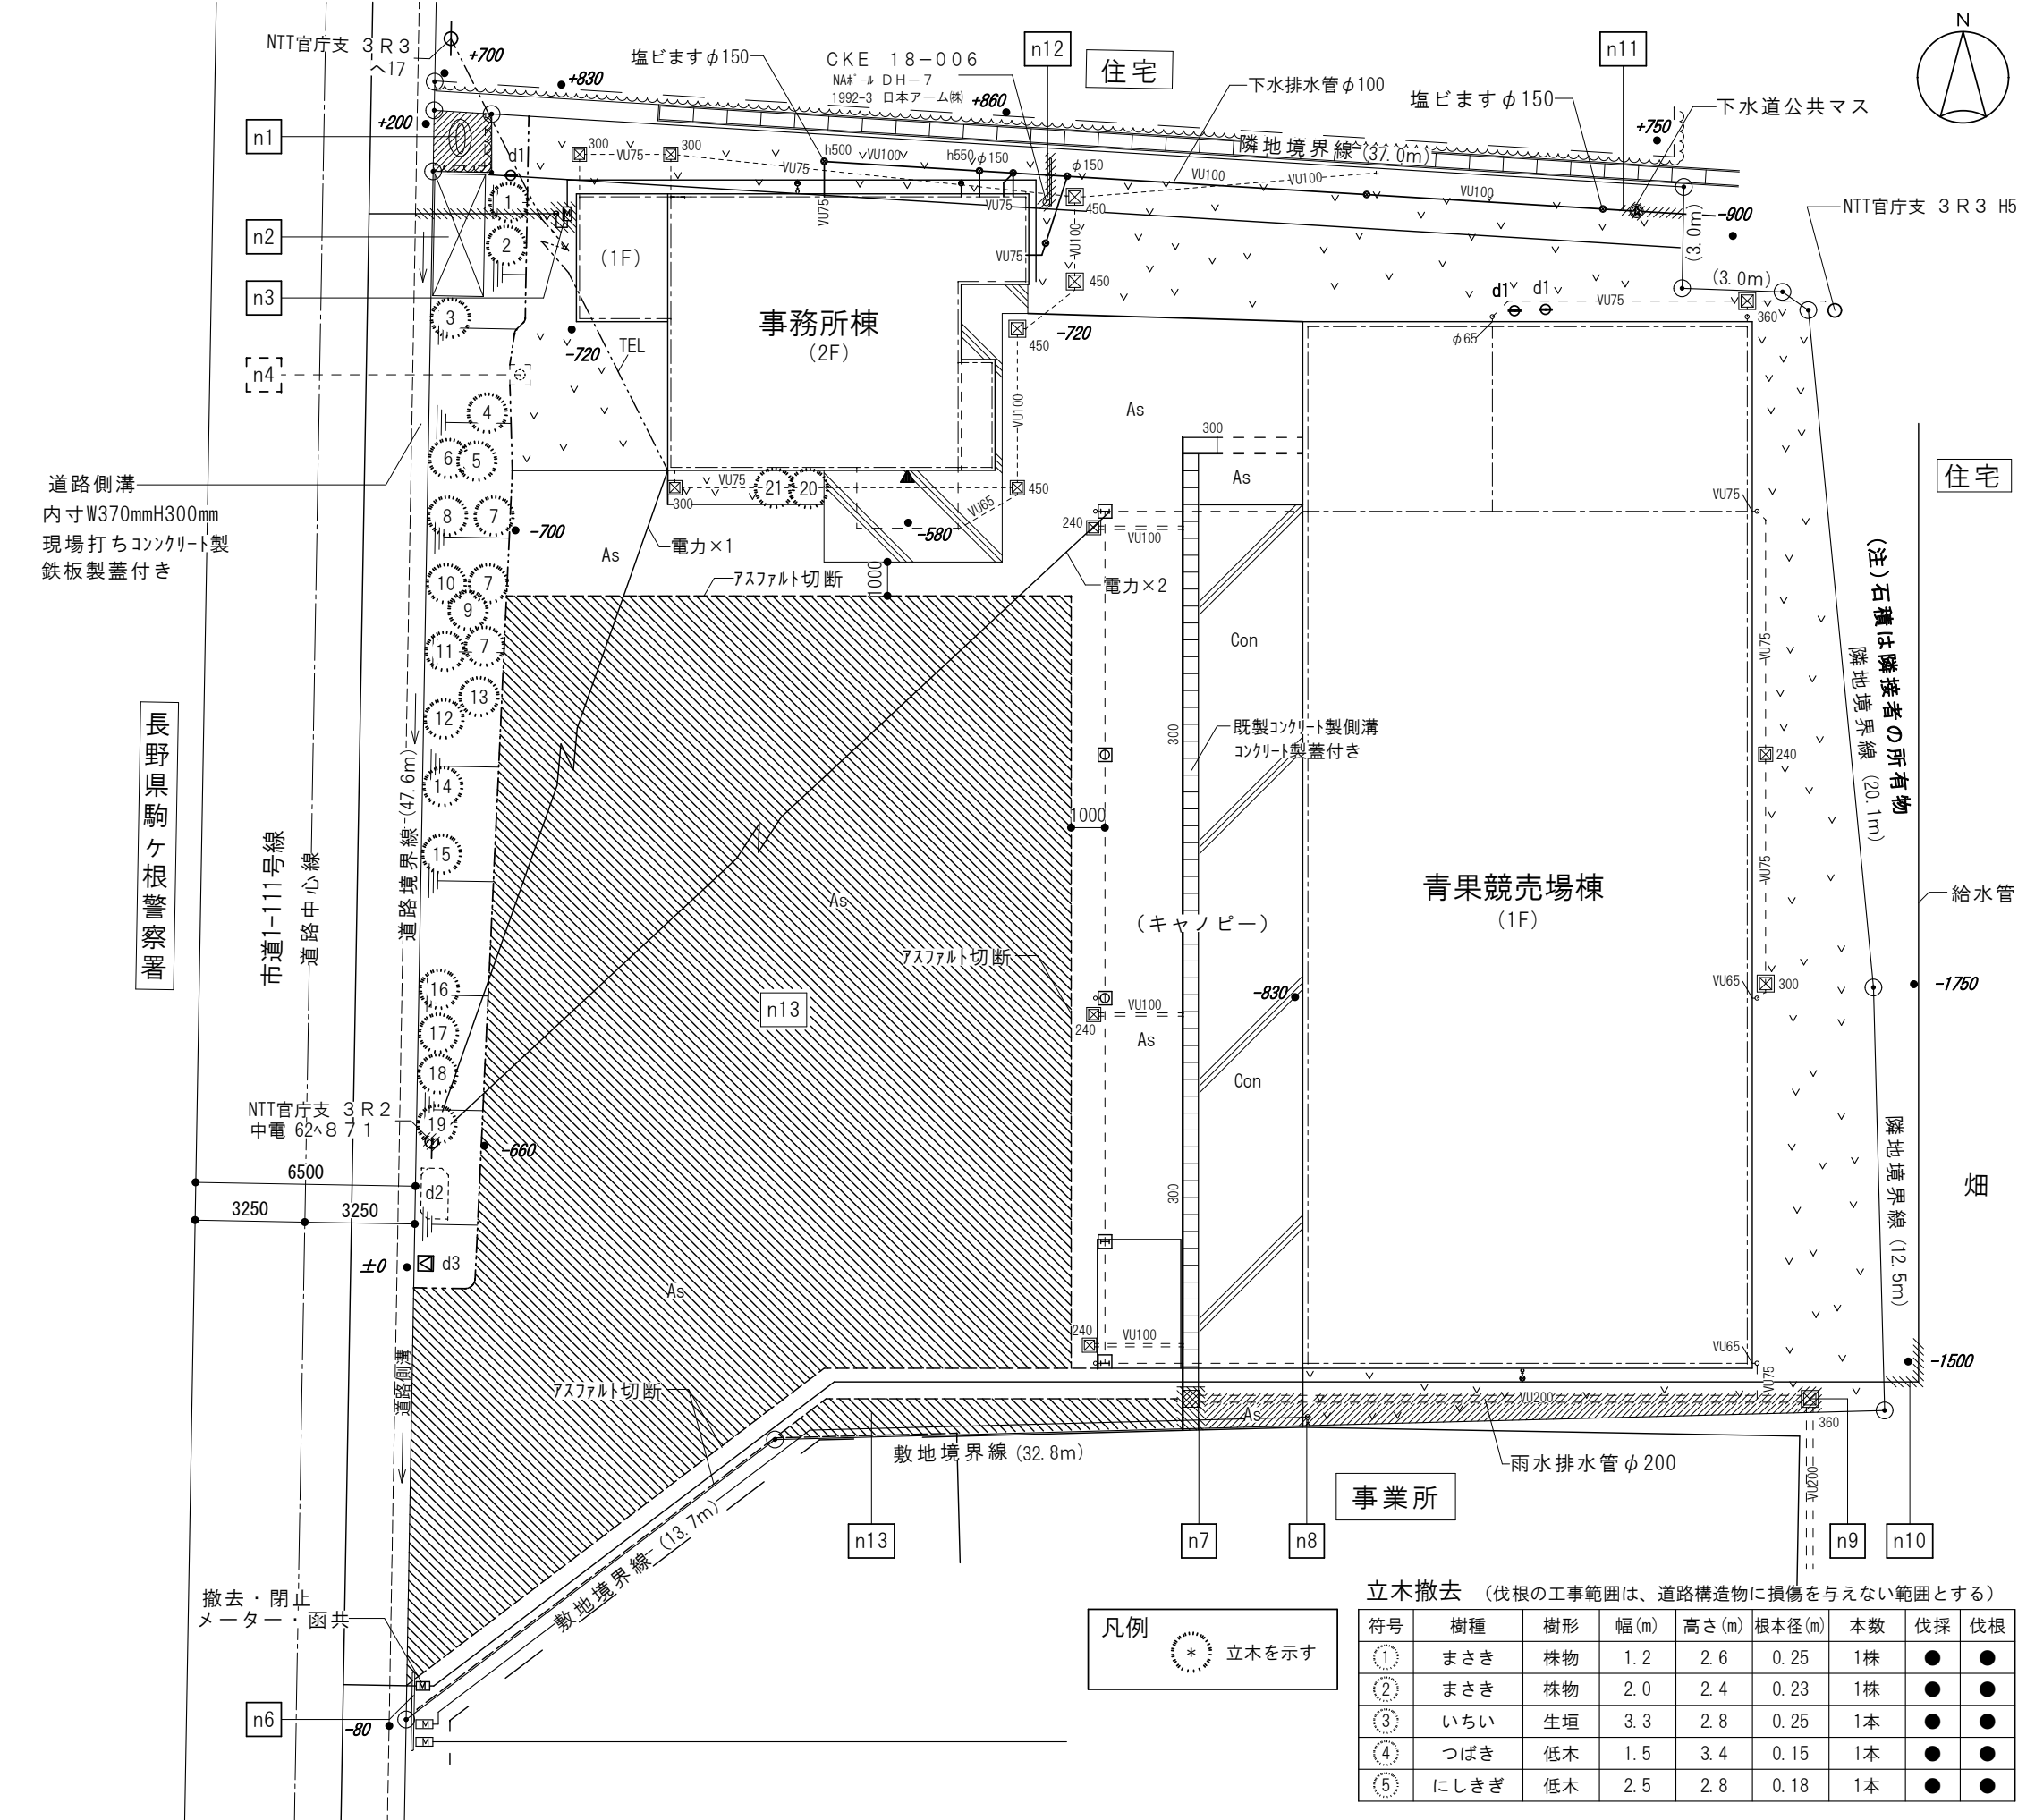 NTT官庁支 3R3
へ17
+700
+830
塩ビますφ150
CKE 18-006
NAﾎﾟｰﾙ DH-7
1992-3 日本アーム㈱
+860
n12
住宅
下水排水管φ100
塩ビますφ150
n11
下水道公共マス
+750
N
n1
+200
d1
300
VU75
300
VU75
h500
VU100
h550
φ150
φ150
隣地境界線(37.0m)
VU100
VU100
VU100
-900
NTT官庁支 3R3 H5
(3.0m)
(3.0m)
n2
1
2
(1F)
VU75
VU75
VU75
450
VU100
450
d1
d1
VU75
360
φ65
n3
3
事務所棟
(2F)
-720
TEL
450
-720
n4
4
As
VU100
6
5
300
As
住宅
道路側溝
内寸W370mmH300mm
現場打ちコンンクリート製
鉄板製蓋付き
8
7
-700
As
300
VU75
21
20
VU65
450
-580
電力×1
240
VU100
VU75
電力×2
アスファルト切断
1000
10
7
9
11
7
13
12
14
15
Con
(注)石積は隣接者の所有物
隣地境界線(20.1m)
VU75
240
VU75
300
既製コンクリート製側溝
コンクリート製蓋付き
1000
長野県駒ケ根警察署
市道1-111号線
道路中心線
道路境界線(47.6m)
As
(キャノピー)
青果競売場棟
(1F)
給水管
アスファルト切断
n13
16
17
18
19
240
VU100
As
-830
VU65
300
-1750
Con
NTT官庁支 3R2
中電 62へ871
-660
6500
3250
3250
d2
±0
d3
As
300
隣地境界線(12.5m)
畑
240
VU100
VU65
VU75
-1500
道路側溝
アスファルト切断
As
VU200
360
敷地境界線(32.8m)
雨水排水管φ200
VU200
事業所
n13
n7
n8
n9
n10
敷地境界線(13.7m)
撤去・閉止
メーター・函共
n6
-80
凡例
* 立木を示す
立木撤去 (伐根の工事範囲は、道路構造物に損傷を与えない範囲とする)
符号 樹種 樹形 幅(m) 高さ(m) 根本径(m) 本数 伐採 伐根
1 まさき 株物 1.2 2.6 0.25 1株 ● ●
2 まさき 株物 2.0 2.4 0.23 1株 ● ●
3 いちい 生垣 3.3 2.8 0.25 1本 ● ●
4 つばき 低木 1.5 3.4 0.15 1本 ● ●
5 にしきぎ 低木 2.5 2.8 0.18 1本 ● ●